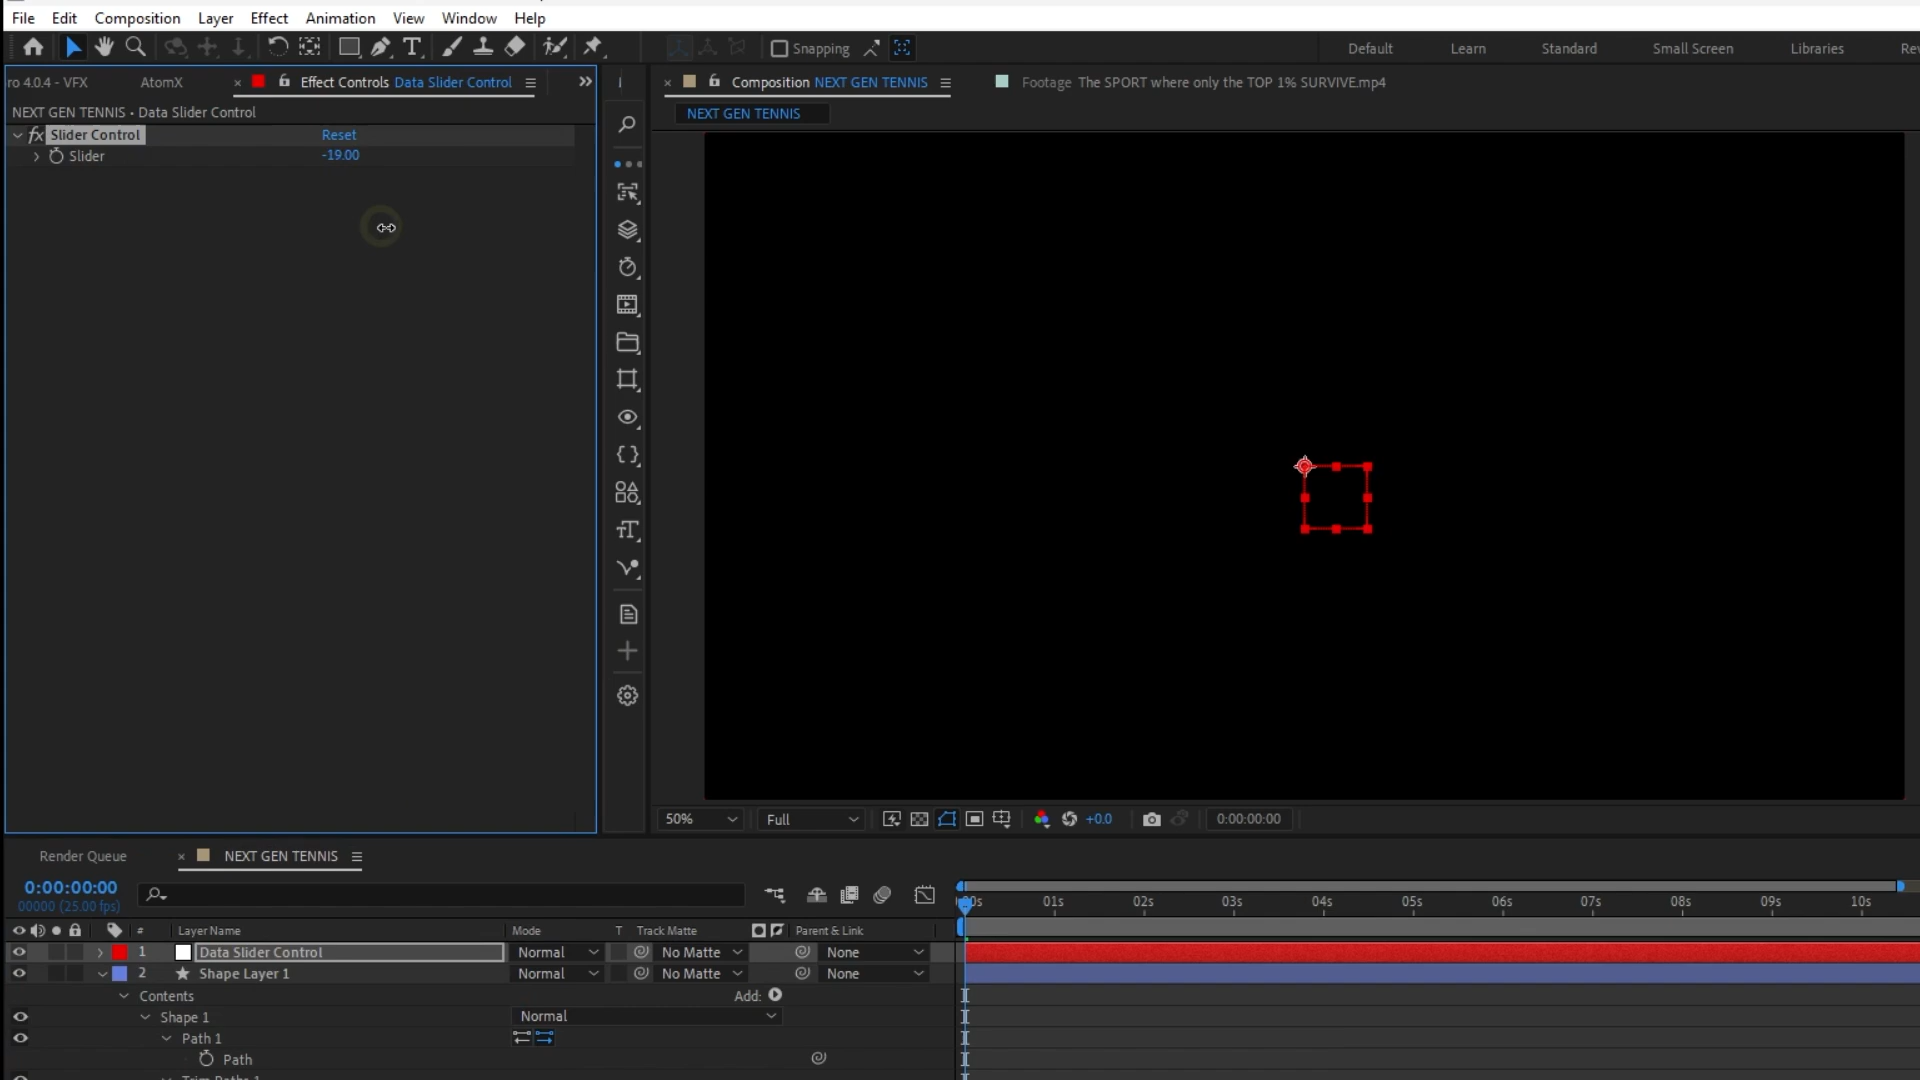 File Edit Composition Layer Effect Animation View Window Help
Snapping
Default Learn Standard Small Screen Libraries Re
ro 4.0.4 - VFX AtomX × Effect Controls Data Slider Control
× Composition NEXT GEN TENNIS Footage The SPORT where only the TOP 1% SURVIVE.mp4
NEXT GEN TENNIS • Data Slider Control
NEXT GEN TENNIS
fx Slider Control Reset
Slider -19.00
50% Full +0.0 0:00:00:00
Render Queue × NEXT GEN TENNIS
0:00:00:00
00000 (25.00 fps)
01s 02s 03s 04s 05s 06s 07s 08s 09s 10s
# Layer Name Mode T Track Matte Parent & Link
1 Data Slider Control Normal No Matte None
2 Shape Layer 1 Normal No Matte None
Contents Add:
Shape 1 Normal
Path 1
Path
Trim Paths 1